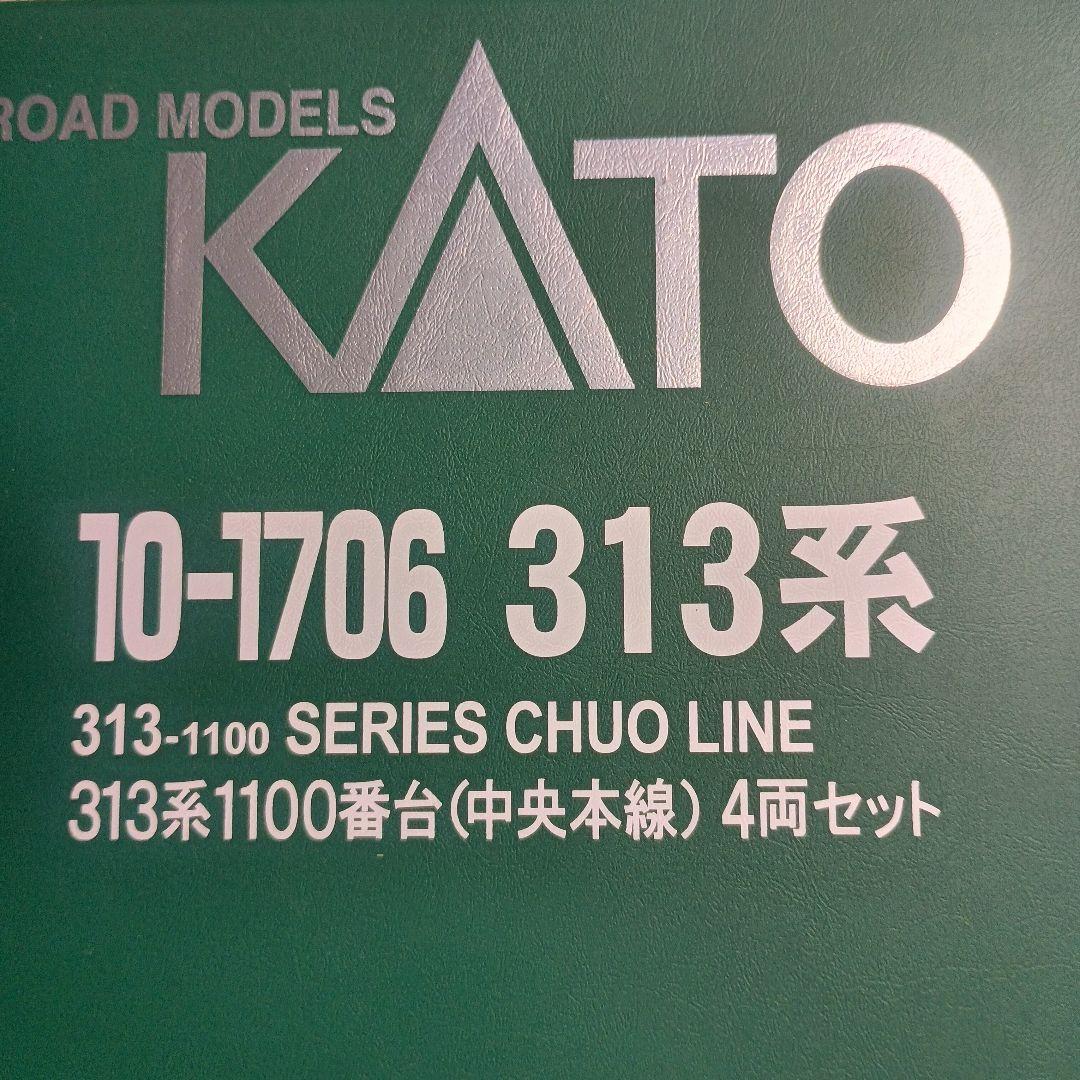 ROAD MODELS
KATO
10-1706 313系
313-1100 SERIES CHUO LINE
313系1100番台(中央本線) 4両セット